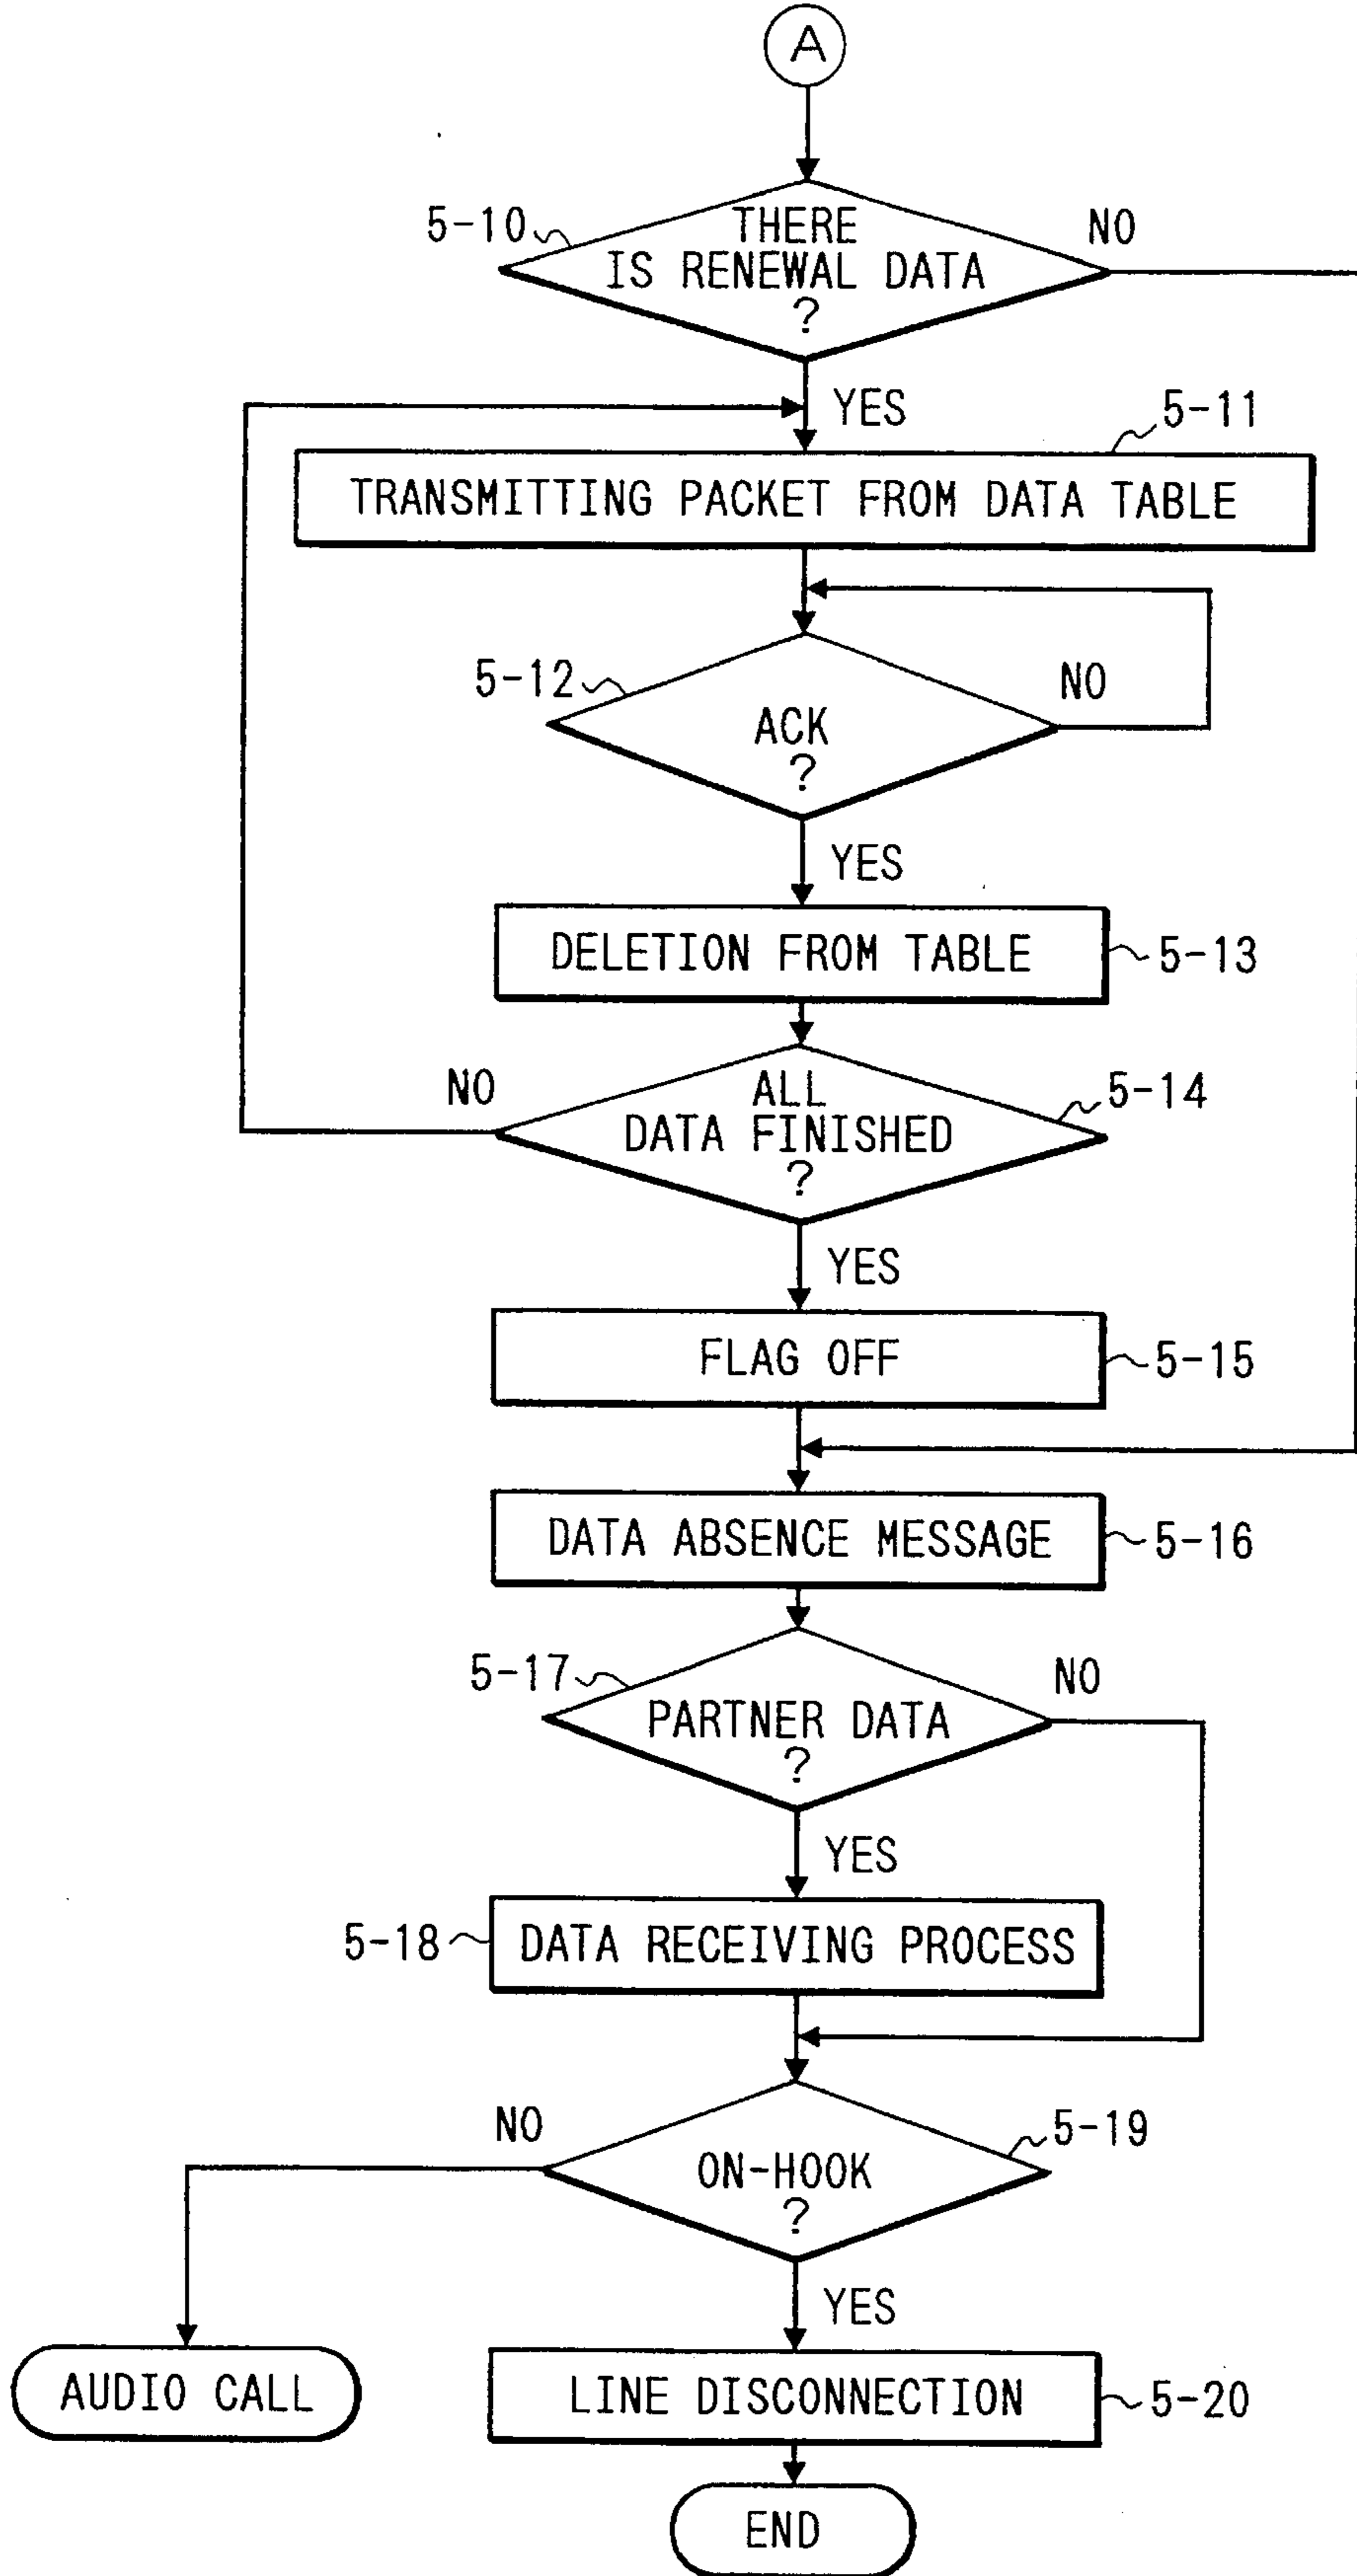 A
5-10
THERE
IS RENEWAL DATA
?
NO
YES
5-11
TRANSMITTING PACKET FROM DATA TABLE
5-12
ACK
?
NO
YES
DELETION FROM TABLE
5-13
NO
ALL
DATA FINISHED
?
5-14
YES
FLAG OFF
5-15
DATA ABSENCE MESSAGE
5-16
5-17
PARTNER DATA
?
NO
YES
5-18
DATA RECEIVING PROCESS
NO
ON-HOOK
?
5-19
YES
AUDIO CALL
LINE DISCONNECTION
5-20
END